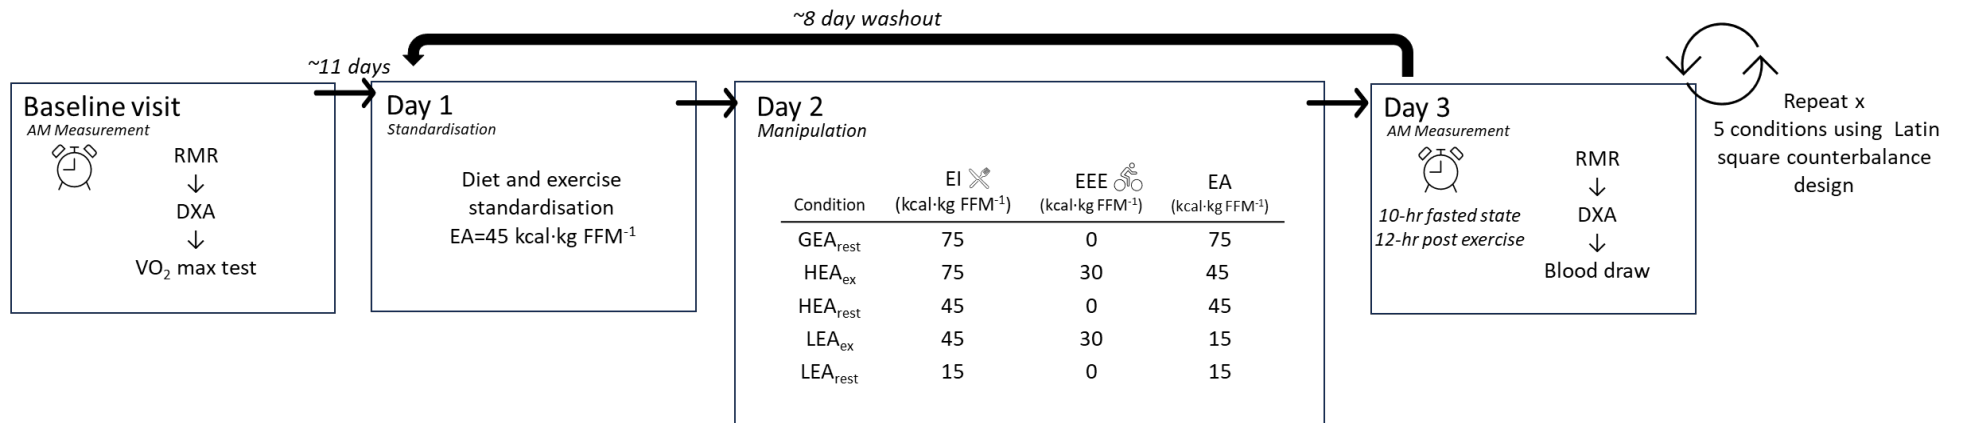 ~8 day washout
~11 days
Baseline visit
AM Measurement
RMR
DXA
VO₂ max test
Day 1
Standardisation
Diet and exercise
standardisation
EA=45 kcal·kg FFM⁻¹
Day 2
Manipulation
EI EEE EA
Condition (kcal·kg FFM⁻¹) (kcal·kg FFM⁻¹) (kcal·kg FFM⁻¹)
GEArest 75 0 75
HEAex 75 30 45
HEArest 45 0 45
LEAex 45 30 15
LEArest 15 0 15
Day 3
AM Measurement
10-hr fasted state
12-hr post exercise
RMR
DXA
Blood draw
Repeat x
5 conditions using Latin
square counterbalance
design